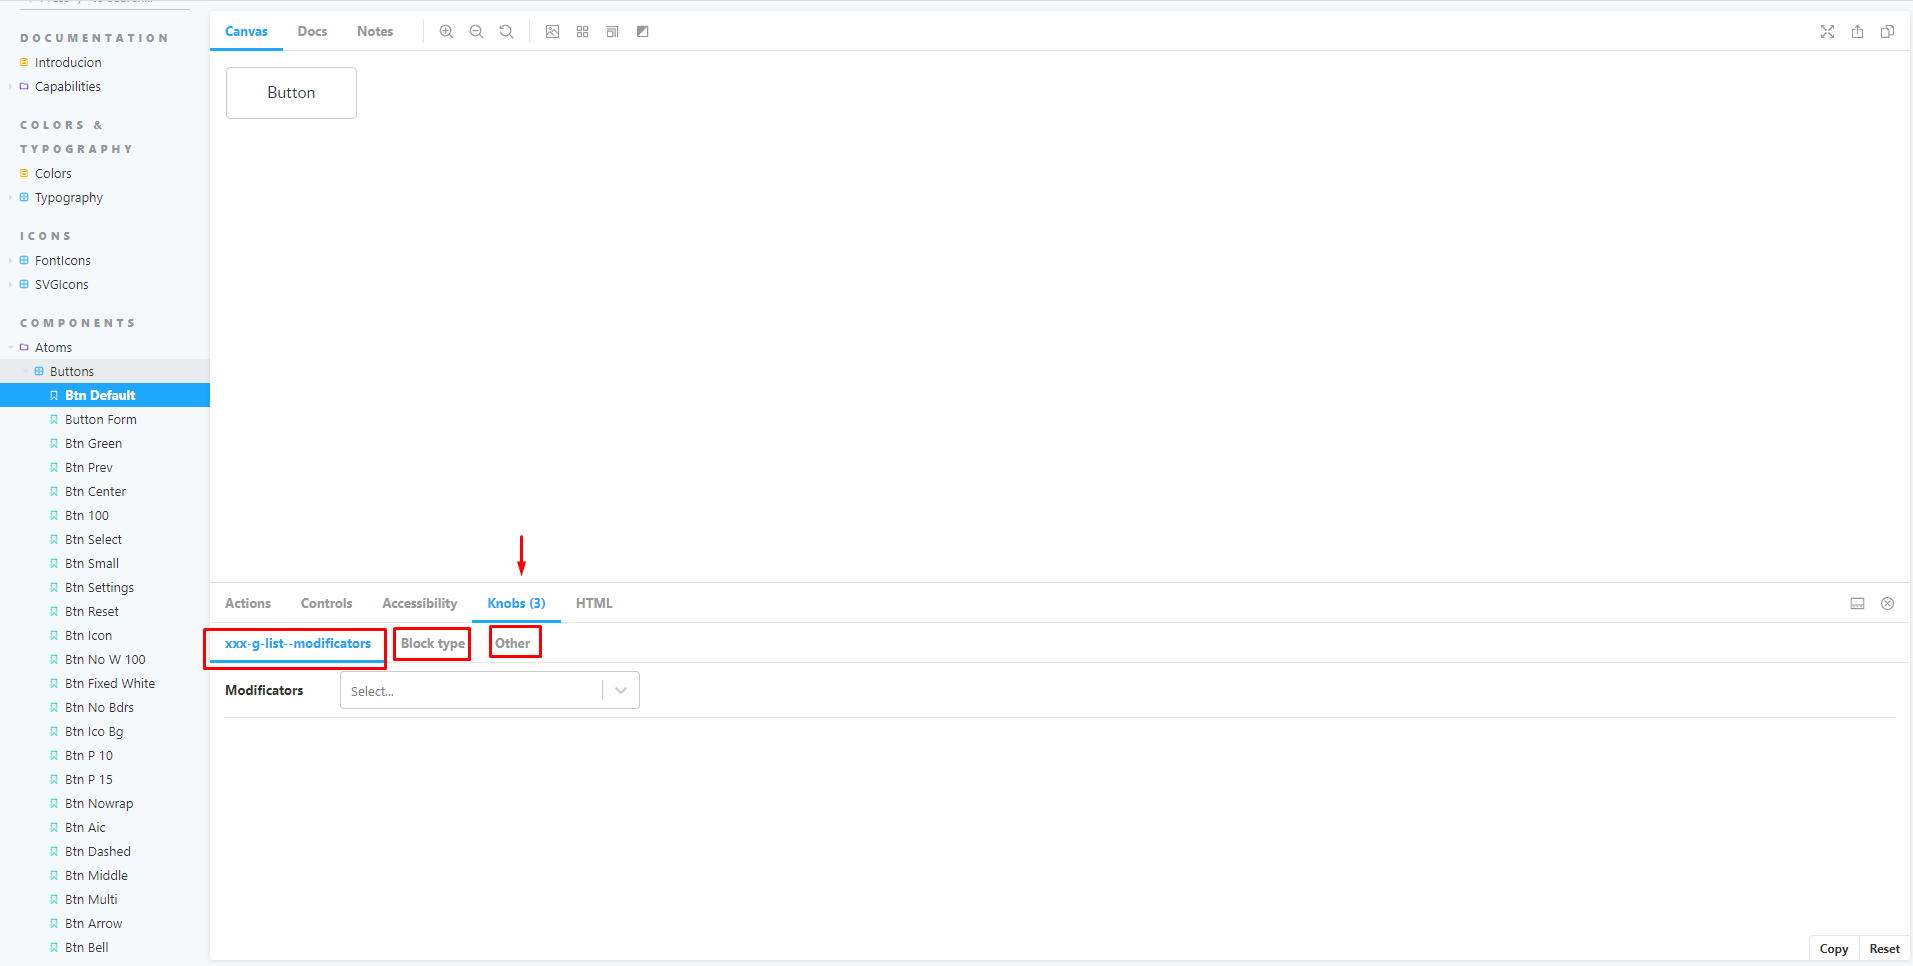 DOCUMENTATION
Introducion
Capabilities
COLORS &
TYPOGRAPHY
Colors
Typography
ICONS
FontIcons
SVGIcons
COMPONENTS
Atoms
Buttons
Btn Default
Button Form
Btn Green
Btn Prev
Btn Center
Btn 100
Btn Select
Btn Small
Btn Settings
Btn Reset
Btn Icon
Btn No W 100
Btn Fixed White
Btn No Bdrs
Btn Ico Bg
Btn P 10
Btn P 15
Btn Nowrap
Btn Aic
Btn Dashed
Btn Middle
Btn Multi
Btn Arrow
Btn Bell
Canvas Docs Notes
Button
Actions Controls Accessibility Knobs (3) HTML
xxx-g-list--modificators Block type Other
Modificators Select...
Copy Reset